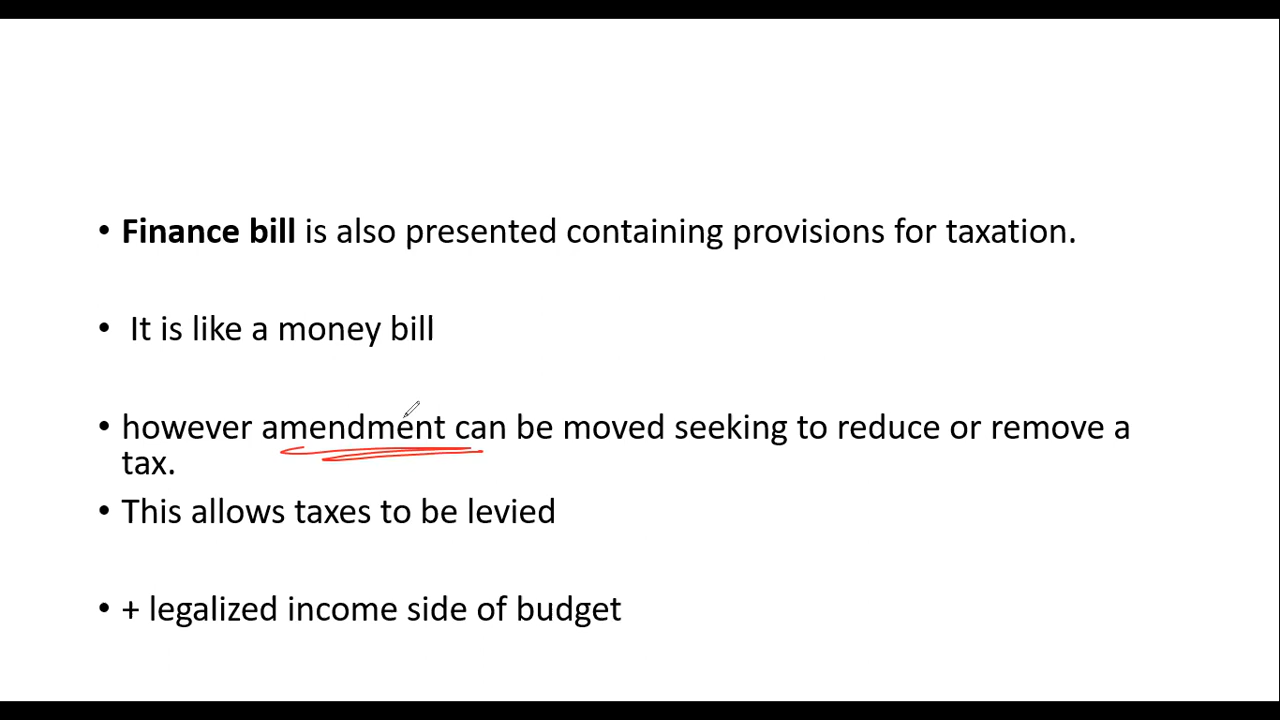 • Finance bill is also presented containing provisions for taxation.
• It is like a money bill
• however amendment can be moved seeking to reduce or remove a
tax.
• This allows taxes to be levied
• + legalized income side of budget